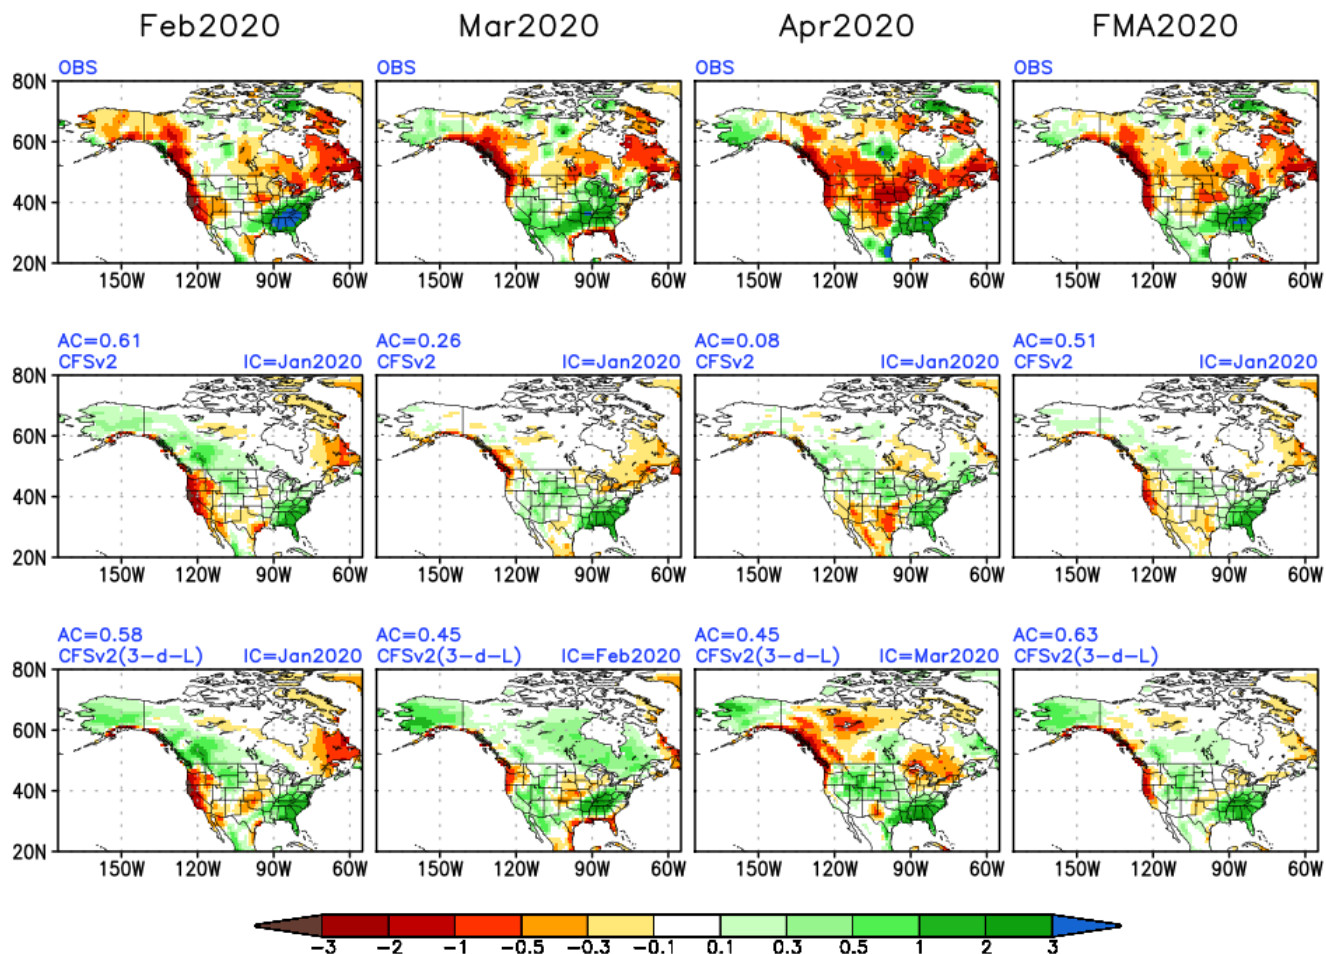 Feb2020 Mar2020 Apr2020 FMA2020
OBS OBS OBS OBS
80N
60N
40N
20N
150W 120W 90W 60W 150W 120W 90W 60W 150W 120W 90W 60W 150W 120W 90W 60W
AC=0.61 AC=0.26 AC=0.08 AC=0.51
CFSv2 IC=Jan2020 CFSv2 IC=Jan2020 CFSv2 IC=Jan2020 CFSv2 IC=Jan2020
80N
60N
40N
20N
150W 120W 90W 60W 150W 120W 90W 60W 150W 120W 90W 60W 150W 120W 90W 60W
AC=0.58 AC=0.45 AC=0.45 AC=0.63
CFSv2(3-d-L) IC=Jan2020 CFSv2(3-d-L) IC=Feb2020 CFSv2(3-d-L) IC=Mar2020 CFSv2(3-d-L)
80N
60N
40N
20N
150W 120W 90W 60W 150W 120W 90W 60W 150W 120W 90W 60W 150W 120W 90W 60W
-3 -2 -1 -0.5 -0.3 -0.1 0.1 0.3 0.5 1 2 3